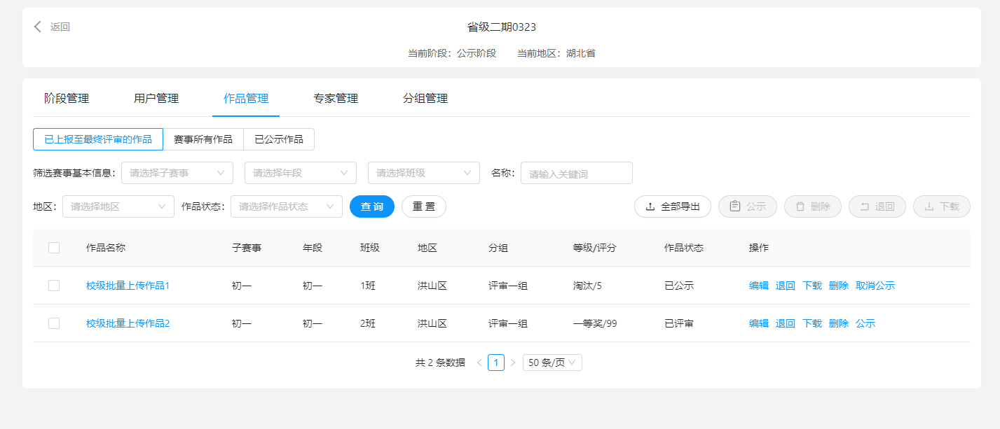 返回
省级二期0323
当前阶段：公示阶段 当前地区：湖北省
阶段管理 用户管理 作品管理 专家管理 分组管理
已上报至最终评审的作品 赛事所有作品 已公示作品
筛选赛事基本信息： 请选择子赛事 请选择年段 请选择班级 名称： 请输入关键词
地区： 请选择地区 作品状态： 请选择作品状态 查 询 重 置 全部导出 公示 删除 退回 下载
作品名称 子赛事 年段 班级 地区 分组 等级/评分 作品状态 操作
校级批量上传作品1 初一 初一 1班 洪山区 评审一组 淘汰/5 已公示 编辑 退回 下载 删除 取消公示
校级批量上传作品2 初一 初一 2班 洪山区 评审一组 一等奖/99 已评审 编辑 退回 下载 删除 公示
共 2 条数据 1 50 条/页